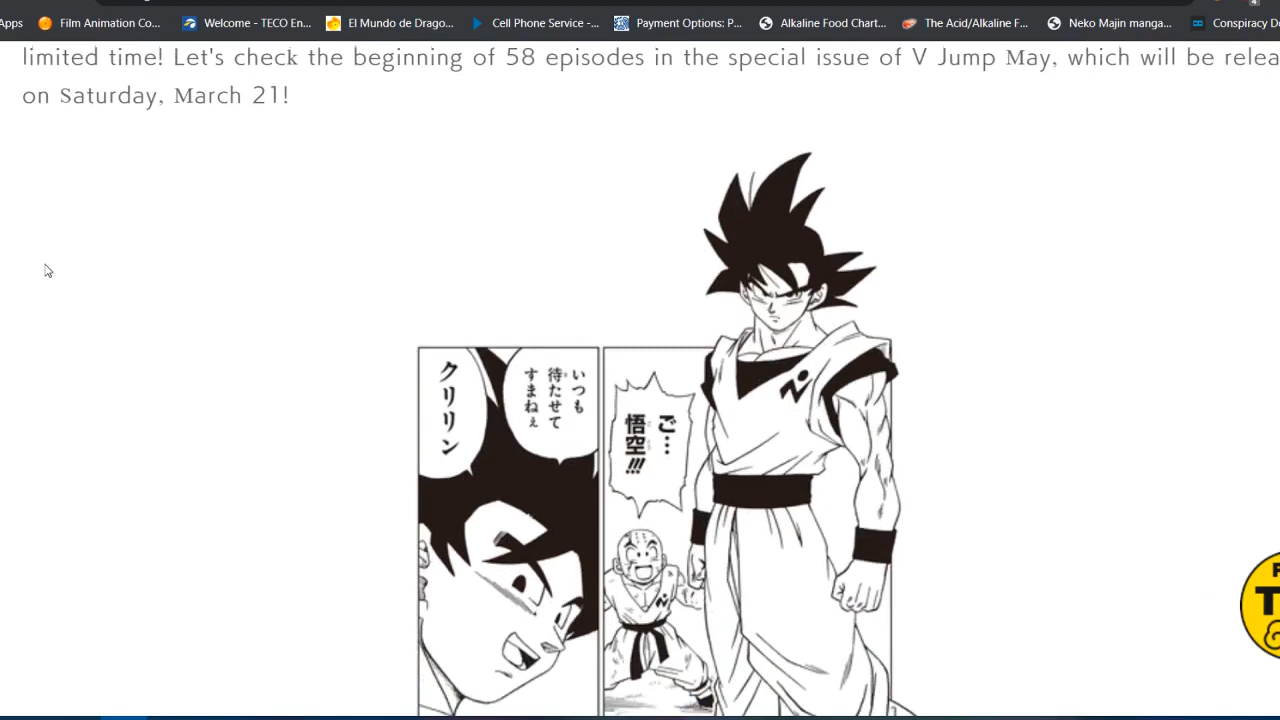 Apps
Film Animation Co...
Welcome - TECO En...
El Mundo de Drago...
Cell Phone Service -...
Payment Options: P...
Alkaline Food Chart...
The Acid/Alkaline F...
Neko Majin manga...
Conspiracy D
limited time! Let's check the beginning of 58 episodes in the special issue of V Jump May, which will be relea
on Saturday, March 21!
ご…
悟空!!!
いつも
待たせて
すまねぇ
クリリン